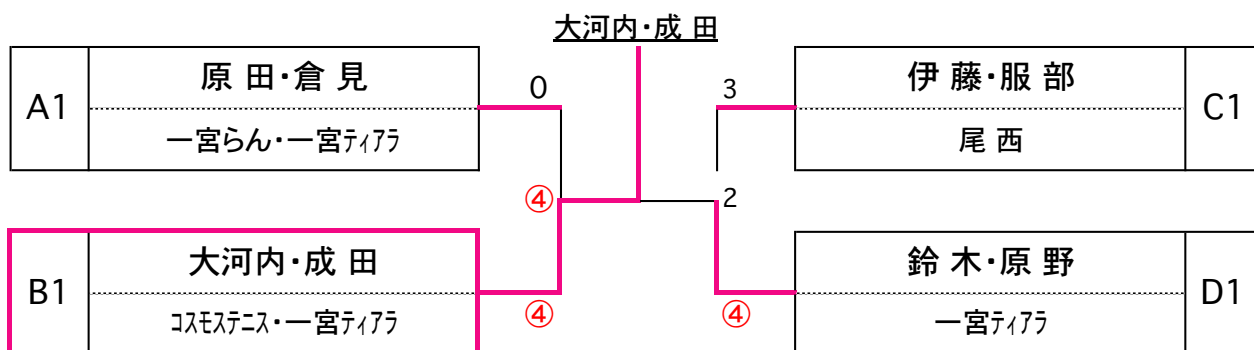 大河内・成 田
A1
原 田・倉 見
一宮らん・一宮ティアラ
0
3
伊 藤・服 部
尾 西
C1
④
2
B1
大河内・成 田
コスモステニス・一宮ティアラ
④
④
鈴 木・原 野
一宮ティアラ
D1